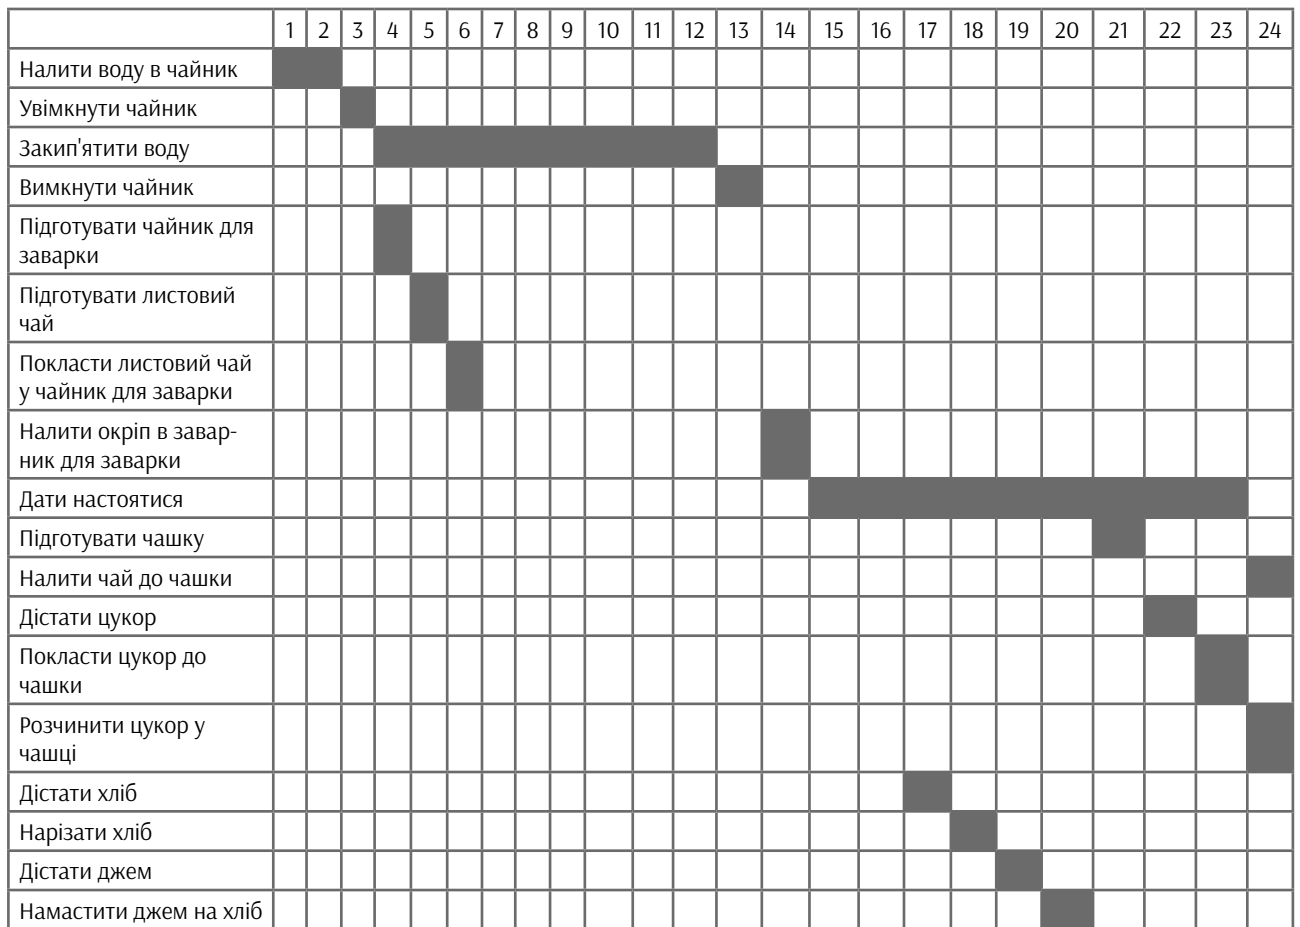 1 2 3 4 5 6 7 8 9 10 11 12 13 14 15 16 17 18 19 20 21 22 23 24
Налити воду в чайник
Увімкнути чайник
Закип'ятити воду
Вимкнути чайник
Підготувати чайник для
заварки
Підготувати листовий
чай
Покласти листовий чай
у чайник для заварки
Налити окріп в завар-
ник для заварки
Дати настоятися
Підготувати чашку
Налити чай до чашки
Дістати цукор
Покласти цукор до
чашки
Розчинити цукор у
чашці
Дістати хліб
Нарізати хліб
Дістати джем
Намастити джем на хліб